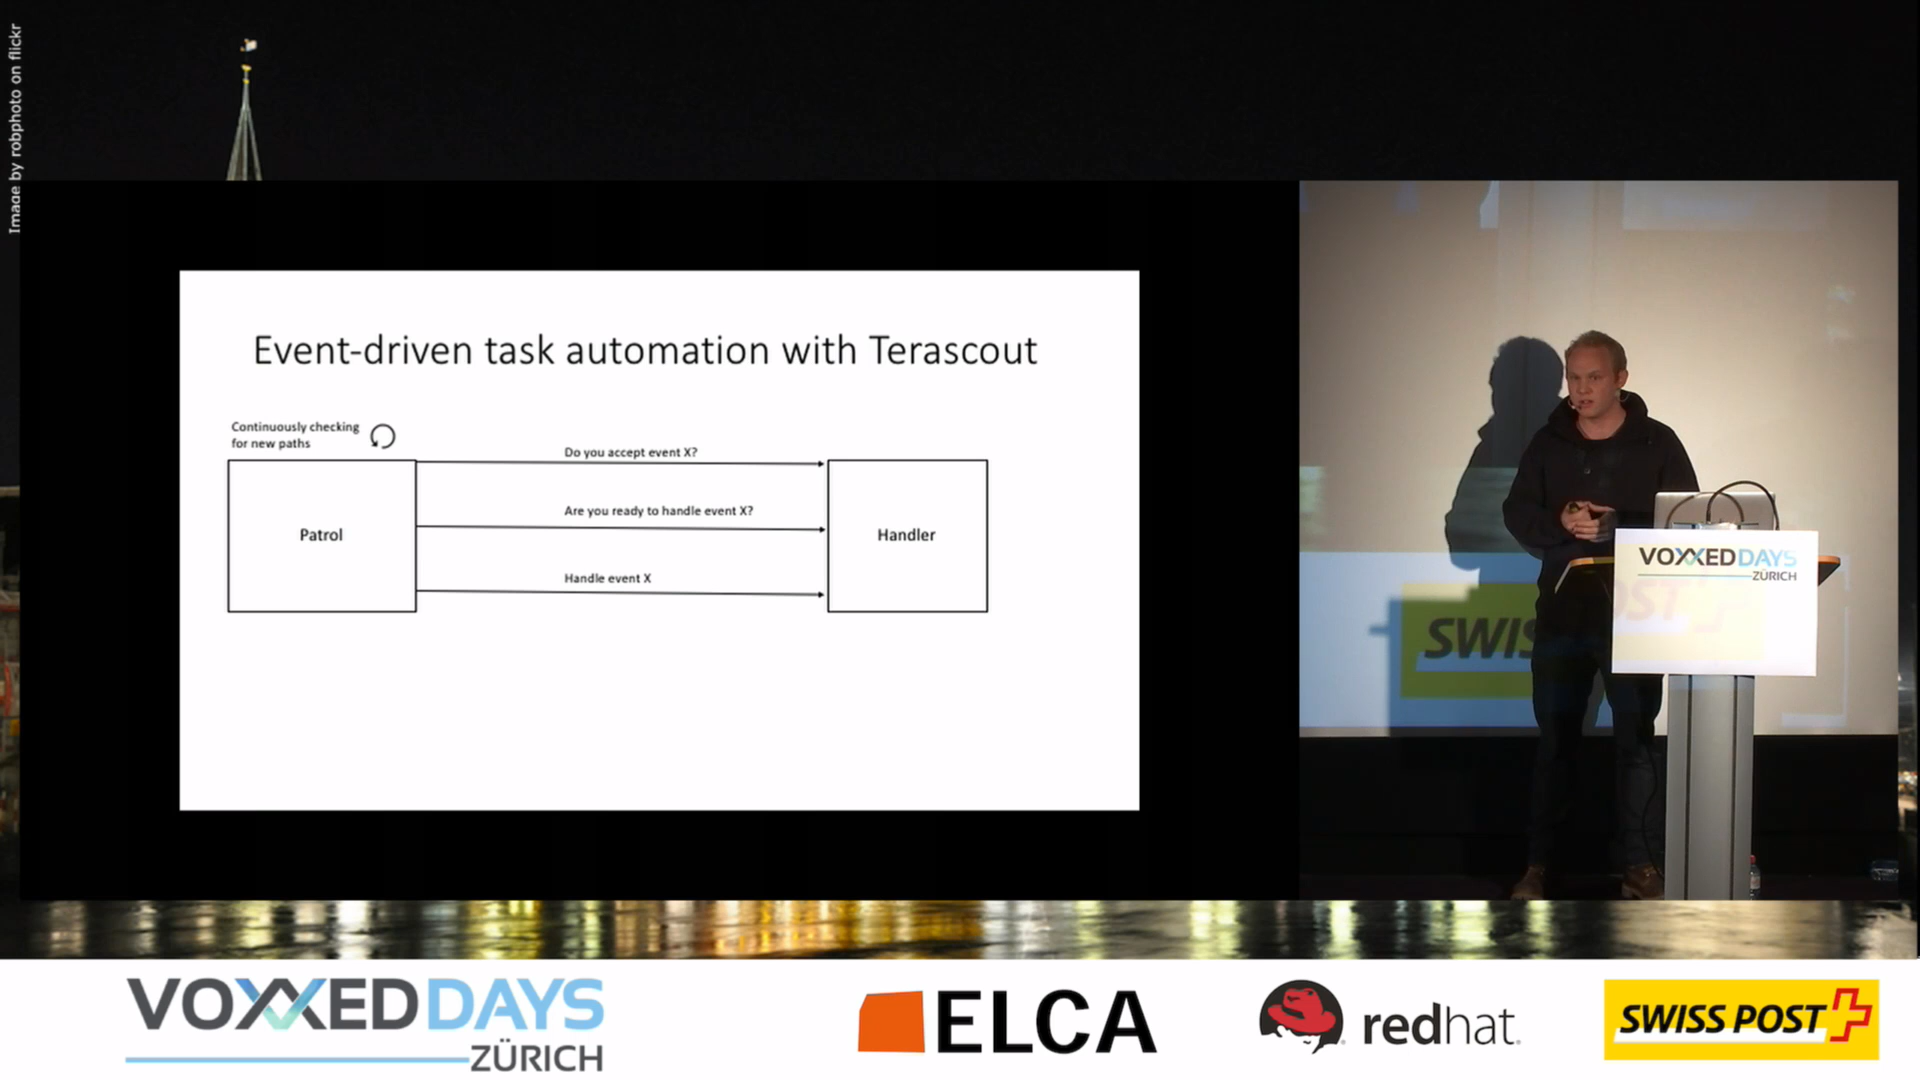 Image by robphoto on flickr
Event-driven task automation with Terascout
Continuously checking
for new paths
Do you accept event X?
Are you ready to handle event X?
Patrol
Handler
Handle event X
VOXXED DAYS
ZÜRICH
SWIS
VOXXED DAYS
ZÜRICH
ELCA
redhat.
SWISS POST